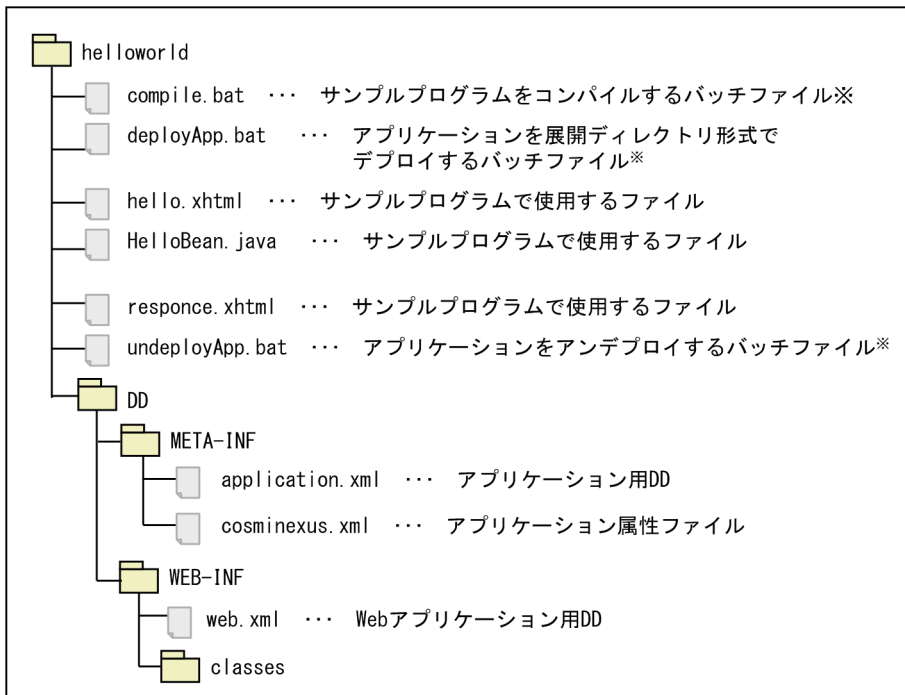 helloworld
compile.bat ··· サンプルプログラムをコンパイルするバッチファイル※
deployApp.bat ··· アプリケーションを展開ディレクトリ形式で
デプロイするバッチファイル※
hello.xhtml ··· サンプルプログラムで使用するファイル
HelloBean.java ··· サンプルプログラムで使用するファイル
responce.xhtml ··· サンプルプログラムで使用するファイル
undeployApp.bat ··· アプリケーションをアンデプロイするバッチファイル※
DD
META-INF
application.xml ··· アプリケーション用DD
cosminexus.xml ··· アプリケーション属性ファイル
WEB-INF
web.xml ··· Webアプリケーション用DD
classes